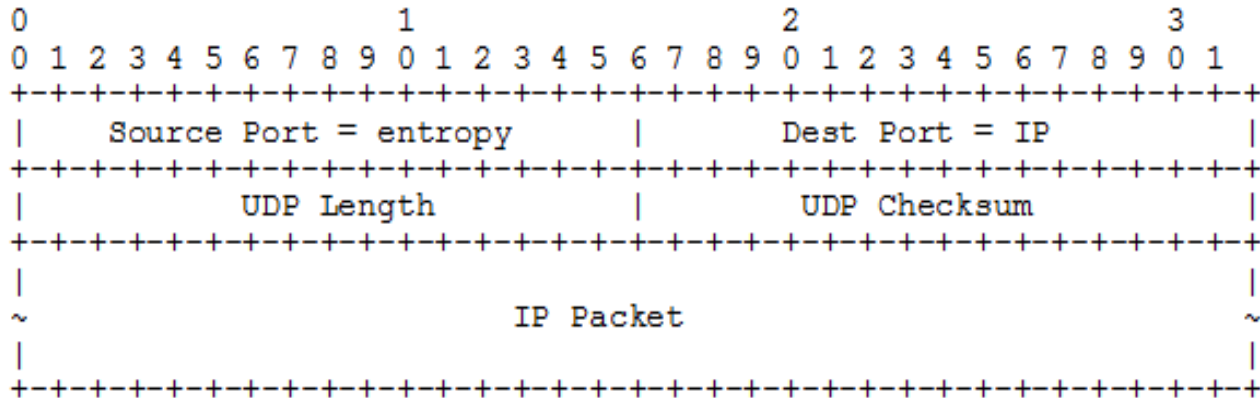 0                   1                   2                   3
0 1 2 3 4 5 6 7 8 9 0 1 2 3 4 5 6 7 8 9 0 1 2 3 4 5 6 7 8 9 0 1
+-+-+-+-+-+-+-+-+-+-+-+-+-+-+-+-+-+-+-+-+-+-+-+-+-+-+-+-+-+-+-+-+
|    Source Port = entropy      |       Dest Port = IP          |
+-+-+-+-+-+-+-+-+-+-+-+-+-+-+-+-+-+-+-+-+-+-+-+-+-+-+-+-+-+-+-+-+
|           UDP Length          |        UDP Checksum           |
+-+-+-+-+-+-+-+-+-+-+-+-+-+-+-+-+-+-+-+-+-+-+-+-+-+-+-+-+-+-+-+-+
|                                                               |
~                         IP Packet                             ~
|                                                               |
+-+-+-+-+-+-+-+-+-+-+-+-+-+-+-+-+-+-+-+-+-+-+-+-+-+-+-+-+-+-+-+-+